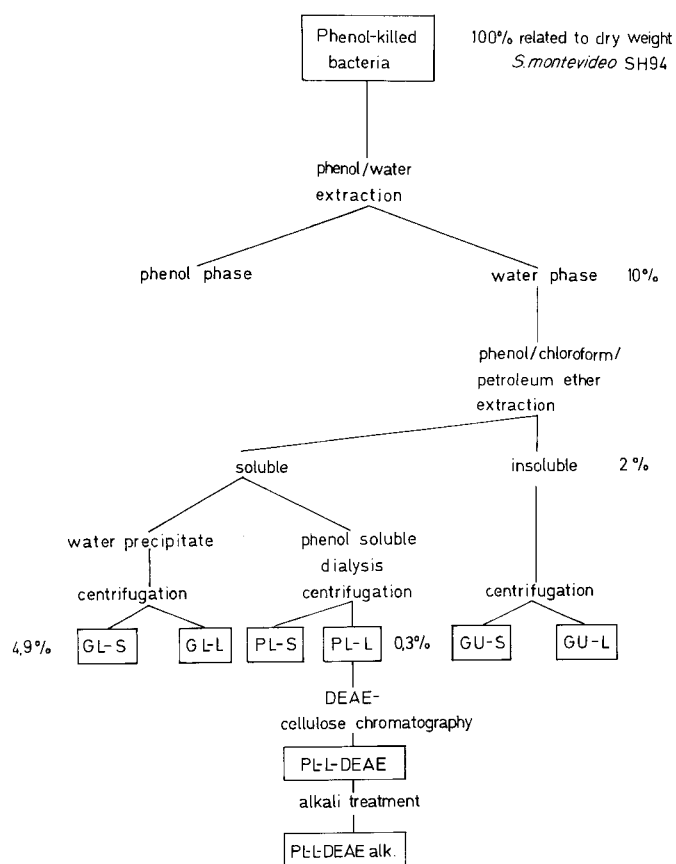 Phenol-killed
bacteria
100% related to dry weight
S.montevideo SH94
phenol/water
extraction
phenol phase
water phase 10%
phenol/chloroform/
petroleum ether
extraction
soluble
insoluble 2%
water precipitate
phenol soluble
dialysis
centrifugation
centrifugation
centrifugation
4,9% GL-S GL-L PL-S PL-L 0,3% GU-S GU-L
DEAE-
cellulose chromatography
PL-L-DEAE
alkali treatment
PL-L-DEAE alk.